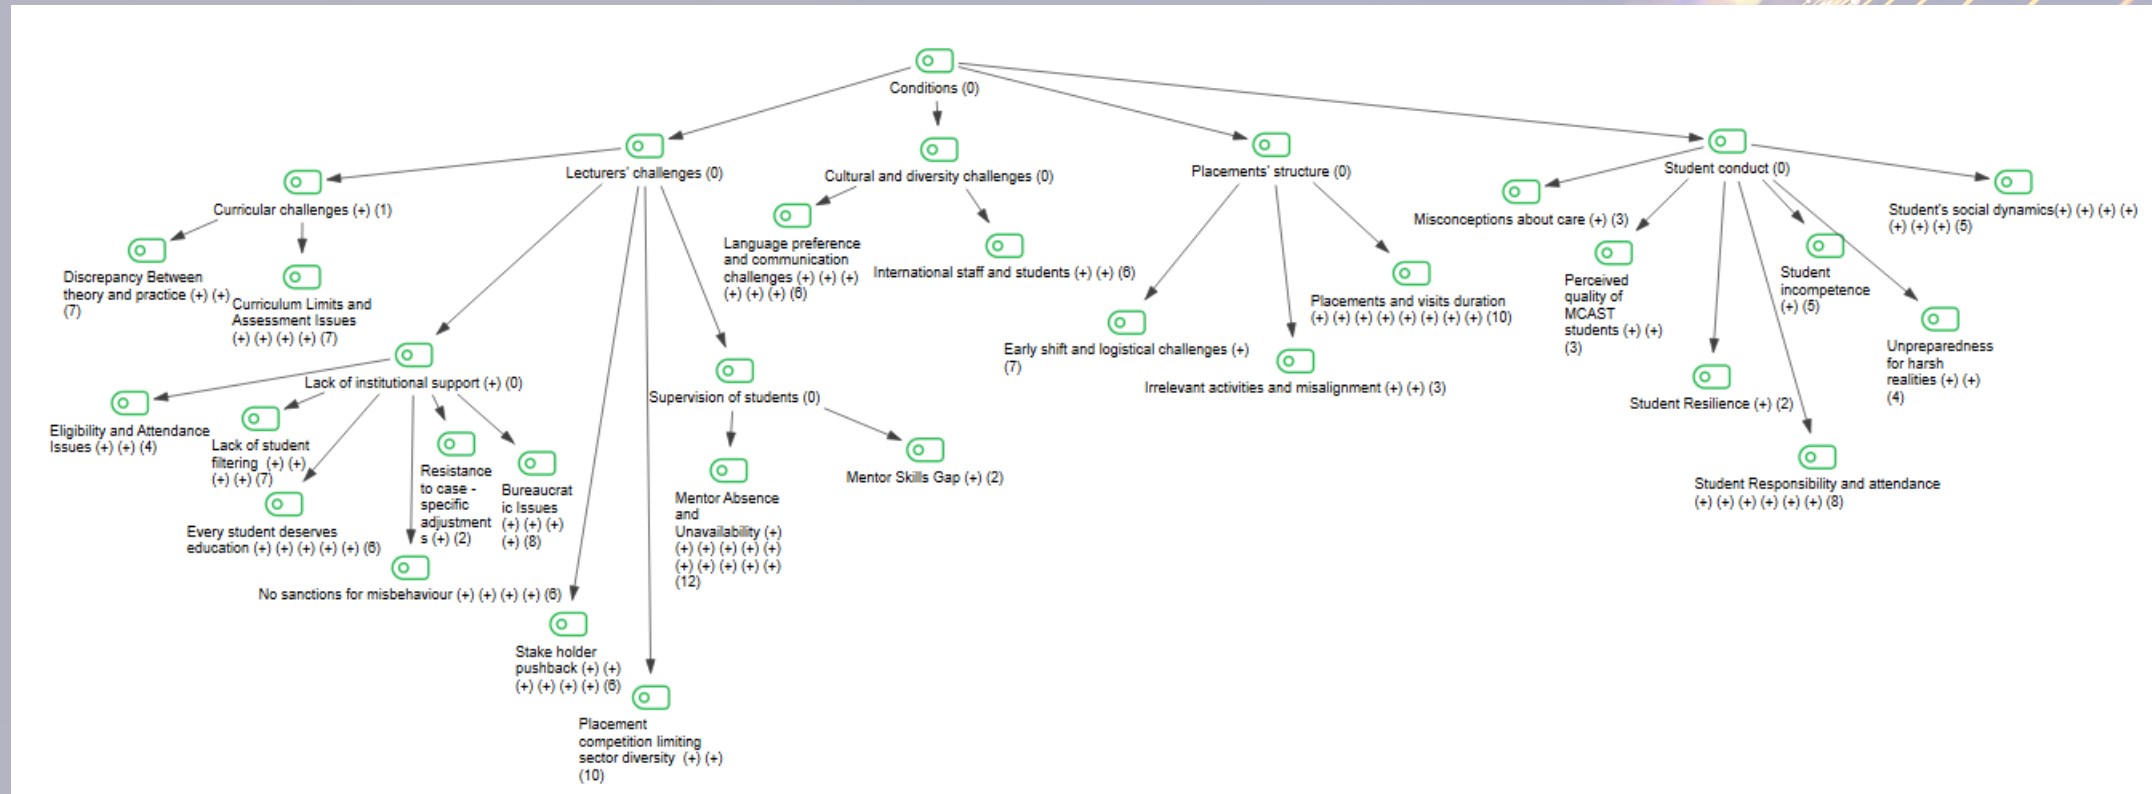 Conditions (0)
Lecturers' challenges (0)
Cultural and diversity challenges (0)
Placements' structure (0)
Student conduct (0)
Curricular challenges (+) (1)
Discrepancy Between
theory and practice (+) (+)
(7)
Curriculum Limits and
Assessment Issues
(+) (+) (+) (+) (7)
Language preference
and communication
challenges (+) (+) (+)
(+) (+) (+) (6)
International staff and students (+) (+) (6)
Placements and visits duration
(+) (+) (+) (+) (+) (+) (+) (+) (10)
Early shift and logistical challenges (+)
(7)
Irrelevant activities and misalignment (+) (+) (3)
Misconceptions about care (+) (3)
Perceived
quality of
MCAST
students (+) (+)
(3)
Student
incompetence
(+) (5)
Student's social dynamics(+) (+) (+) (+)
(+) (+) (+) (5)
Unpreparedness
for harsh
realities (+) (+)
(4)
Student Resilience (+) (2)
Student Responsibility and attendance
(+) (+) (+) (+) (+) (+) (8)
Lack of institutional support (+) (0)
Supervision of students (0)
Eligibility and Attendance
Issues (+) (+) (4)
Lack of student
filtering (+) (+)
(+) (+) (7)
Every student deserves
education (+) (+) (+) (+) (+) (6)
Resistance
to case -
specific
adjustment
s (+) (2)
Bureaucrat
ic Issues
(+) (+) (+)
(+) (8)
No sanctions for misbehaviour (+) (+) (+) (+) (6)
Mentor Absence
and
Unavailability (+)
(+) (+) (+) (+) (+)
(+) (+) (+) (+) (+)
(12)
Mentor Skills Gap (+) (2)
Stake holder
pushback (+) (+)
(+) (+) (+) (+) (6)
Placement
competition limiting
sector diversity (+) (+)
(10)